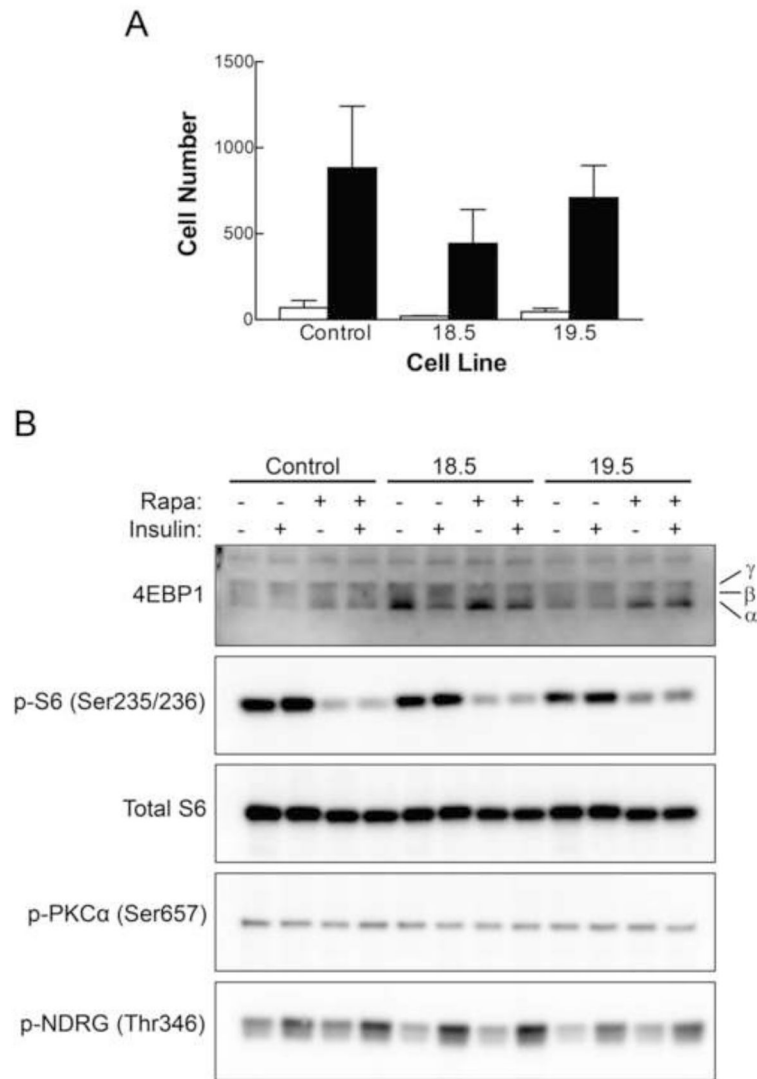 A
1500
1000
500
0
Cell Number
Control 18.5 19.5
Cell Line
B
Control 18.5 19.5
Rapa: - - + + - - + + - - + +
Insulin: - + - + - + - + - + - +
4EBP1
γ
β
α
p-S6 (Ser235/236)
Total S6
p-PKCα (Ser657)
p-NDRG (Thr346)